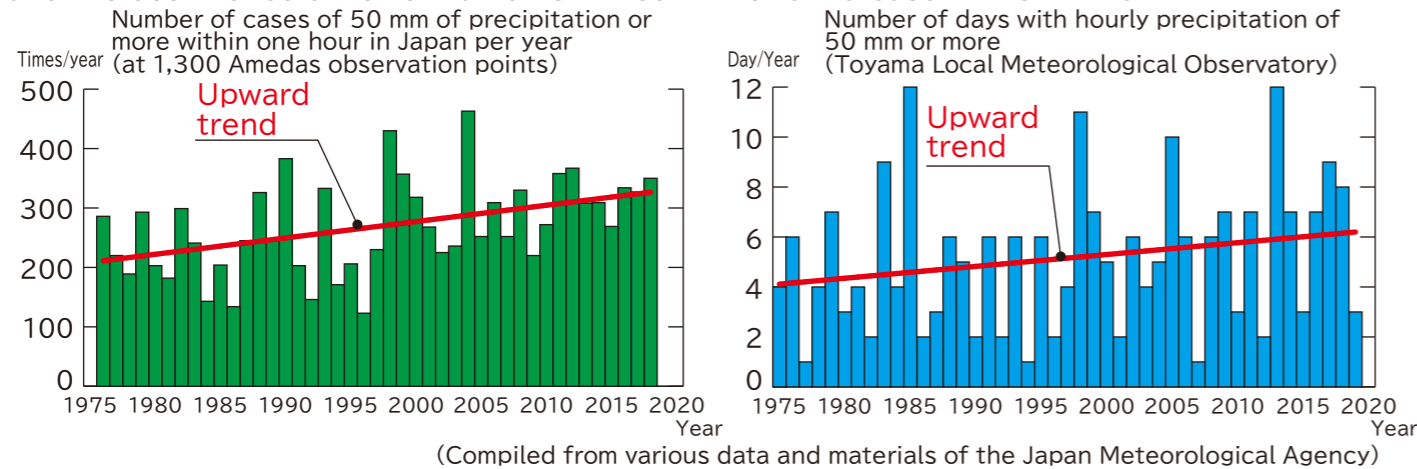 Number of cases of 50 mm of precipitation or
more within one hour in Japan per year
(at 1,300 Amedas observation points)
Times/year
500
400
300
200
100
0
Upward
trend
1975 1980 1985 1990 1995 2000 2005 2010 2015 2020
Year
Number of days with hourly precipitation of
50 mm or more
(Toyama Local Meteorological Observatory)
Day/Year
12
10
8
6
4
2
0
Upward
trend
1975 1980 1985 1990 1995 2000 2005 2010 2015 2020
Year
(Compiled from various data and materials of the Japan Meteorological Agency)